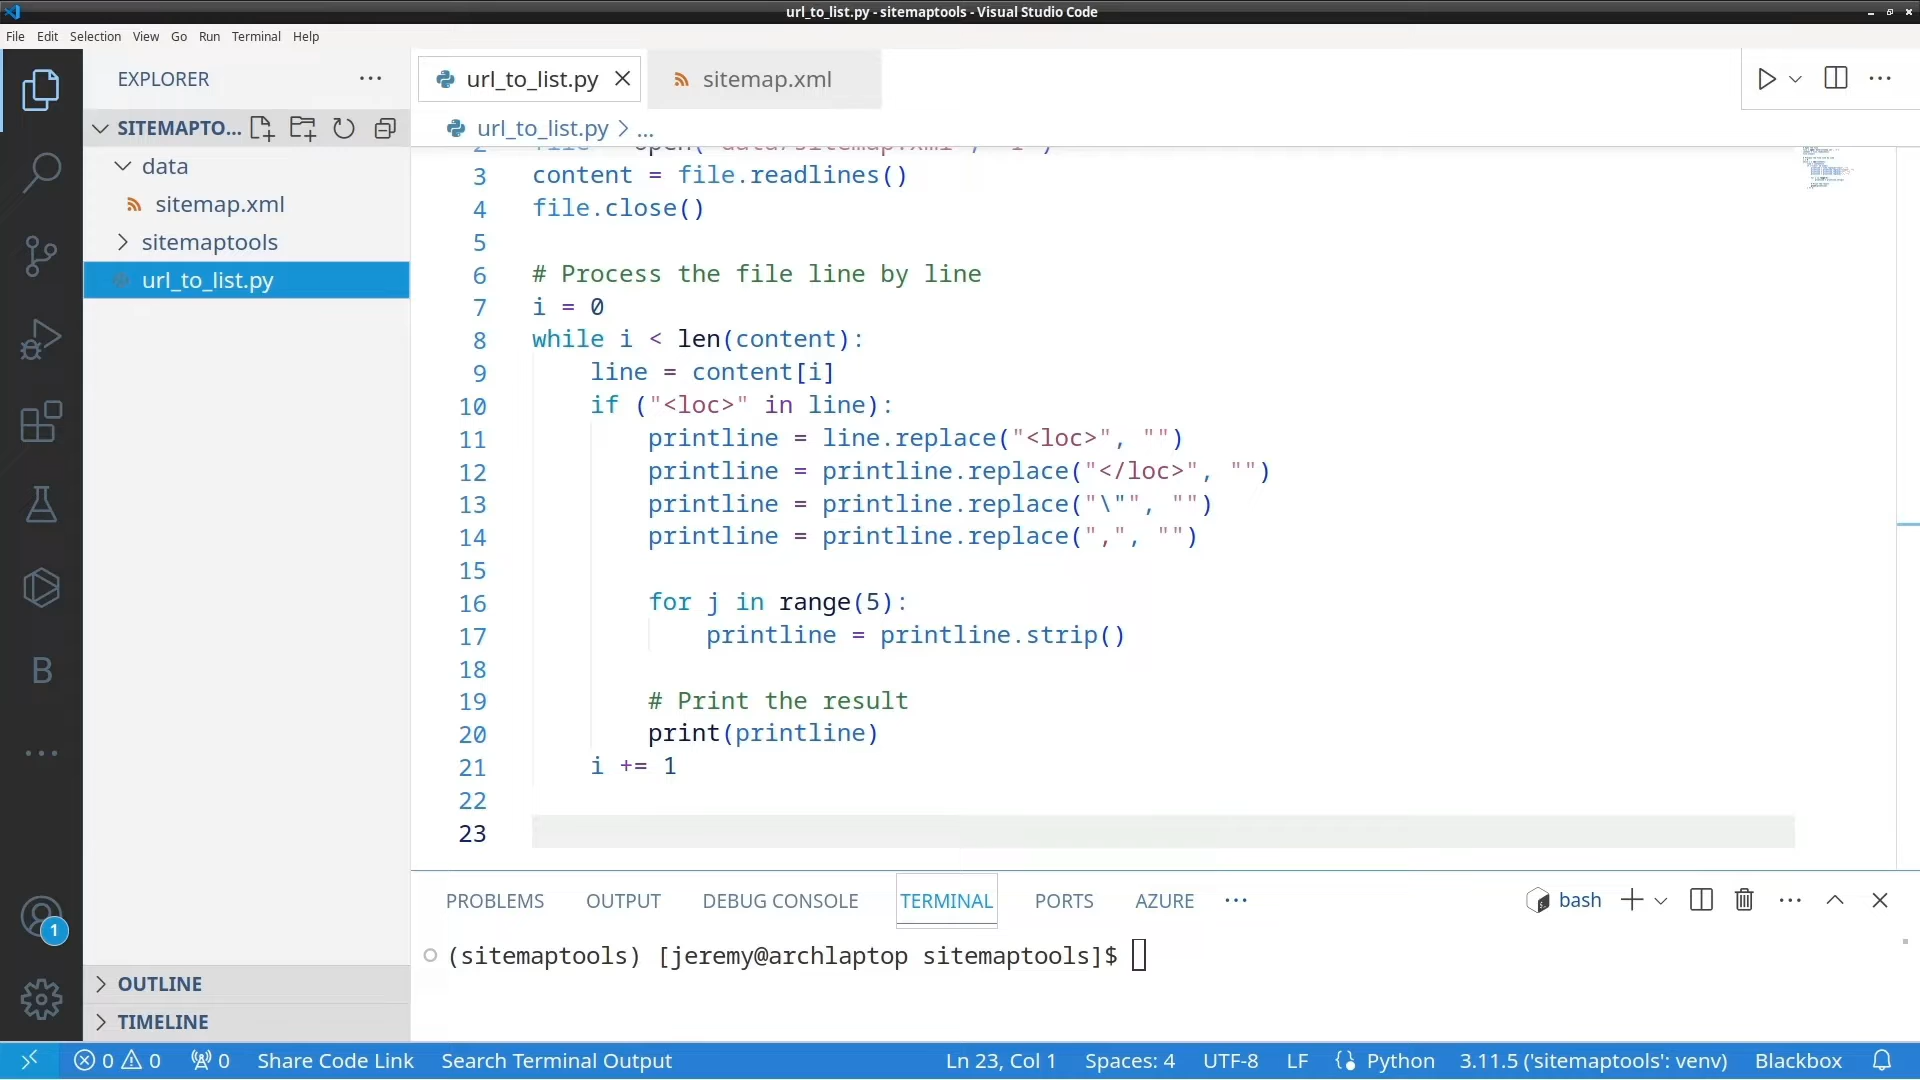 url_to_list.py - sitemaptools - Visual Studio Code
File Edit Selection View Go Run Terminal Help
EXPLORER
url_to_list.py
sitemap.xml
SITEMAPTO...
url_to_list.py > ...
data
sitemap.xml
sitemaptools
url_to_list.py
2 file open( data/sitemap.xml
3 content = file.readlines()
4 file.close()
5
6 # Process the file line by line
7 i = 0
8 while i < len(content):
9 line = content[i]
10 if ("<loc>" in line):
11 printline = line.replace("<loc>", "")
12 printline = printline.replace("</loc>", "")
13 printline = printline.replace("\"", "")
14 printline = printline.replace(",", "")
15
16 for j in range(5):
17 printline = printline.strip()
18
19 # Print the result
20 print(printline)
21 i += 1
22
23
PROBLEMS OUTPUT DEBUG CONSOLE TERMINAL PORTS AZURE ... bash
(sitemaptools) [jeremy@archlaptop sitemaptools]$
B
1
OUTLINE
TIMELINE
0 0 0 Share Code Link Search Terminal Output Ln 23, Col 1 Spaces: 4 UTF-8 LF Python 3.11.5 ('sitemaptools': venv) Blackbox